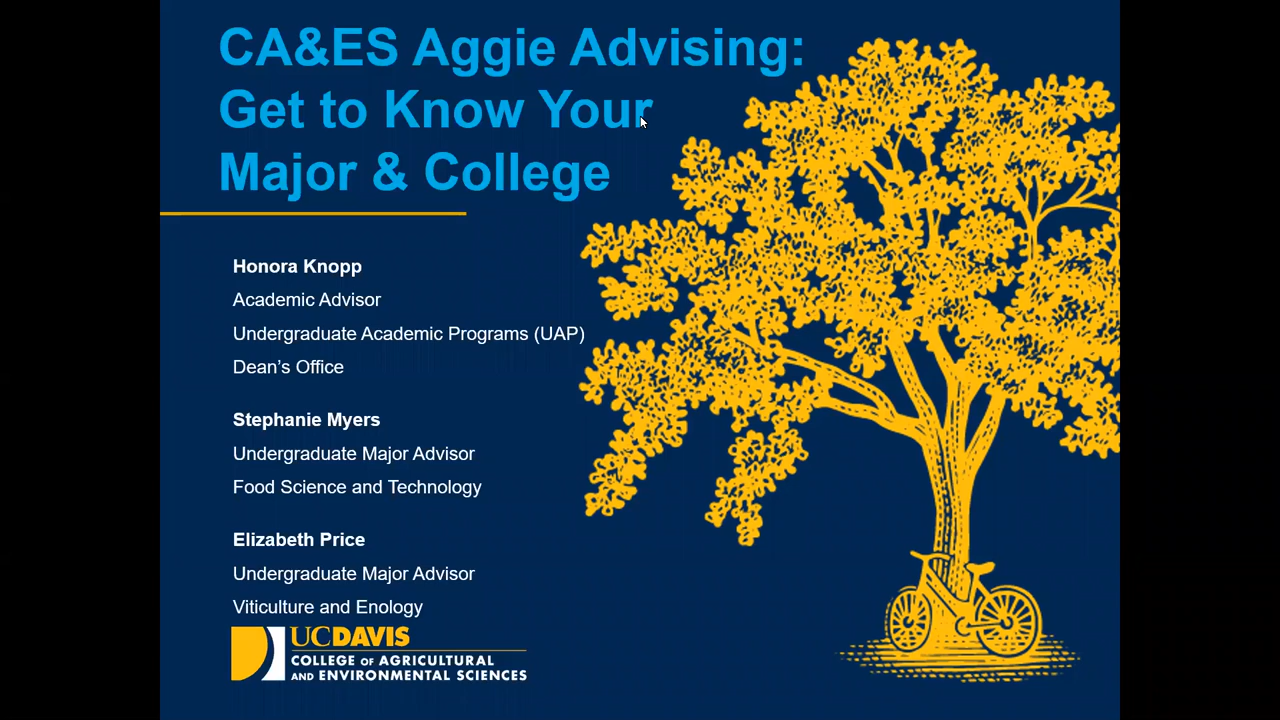 CA&ES Aggie Advising:
Get to Know Your
Major & College
Honora Knopp
Academic Advisor
Undergraduate Academic Programs (UAP)
Dean’s Office
Stephanie Myers
Undergraduate Major Advisor
Food Science and Technology
Elizabeth Price
Undergraduate Major Advisor
Viticulture and Enology
UCDAVIS
COLLEGE OF AGRICULTURAL
AND ENVIRONMENTAL SCIENCES